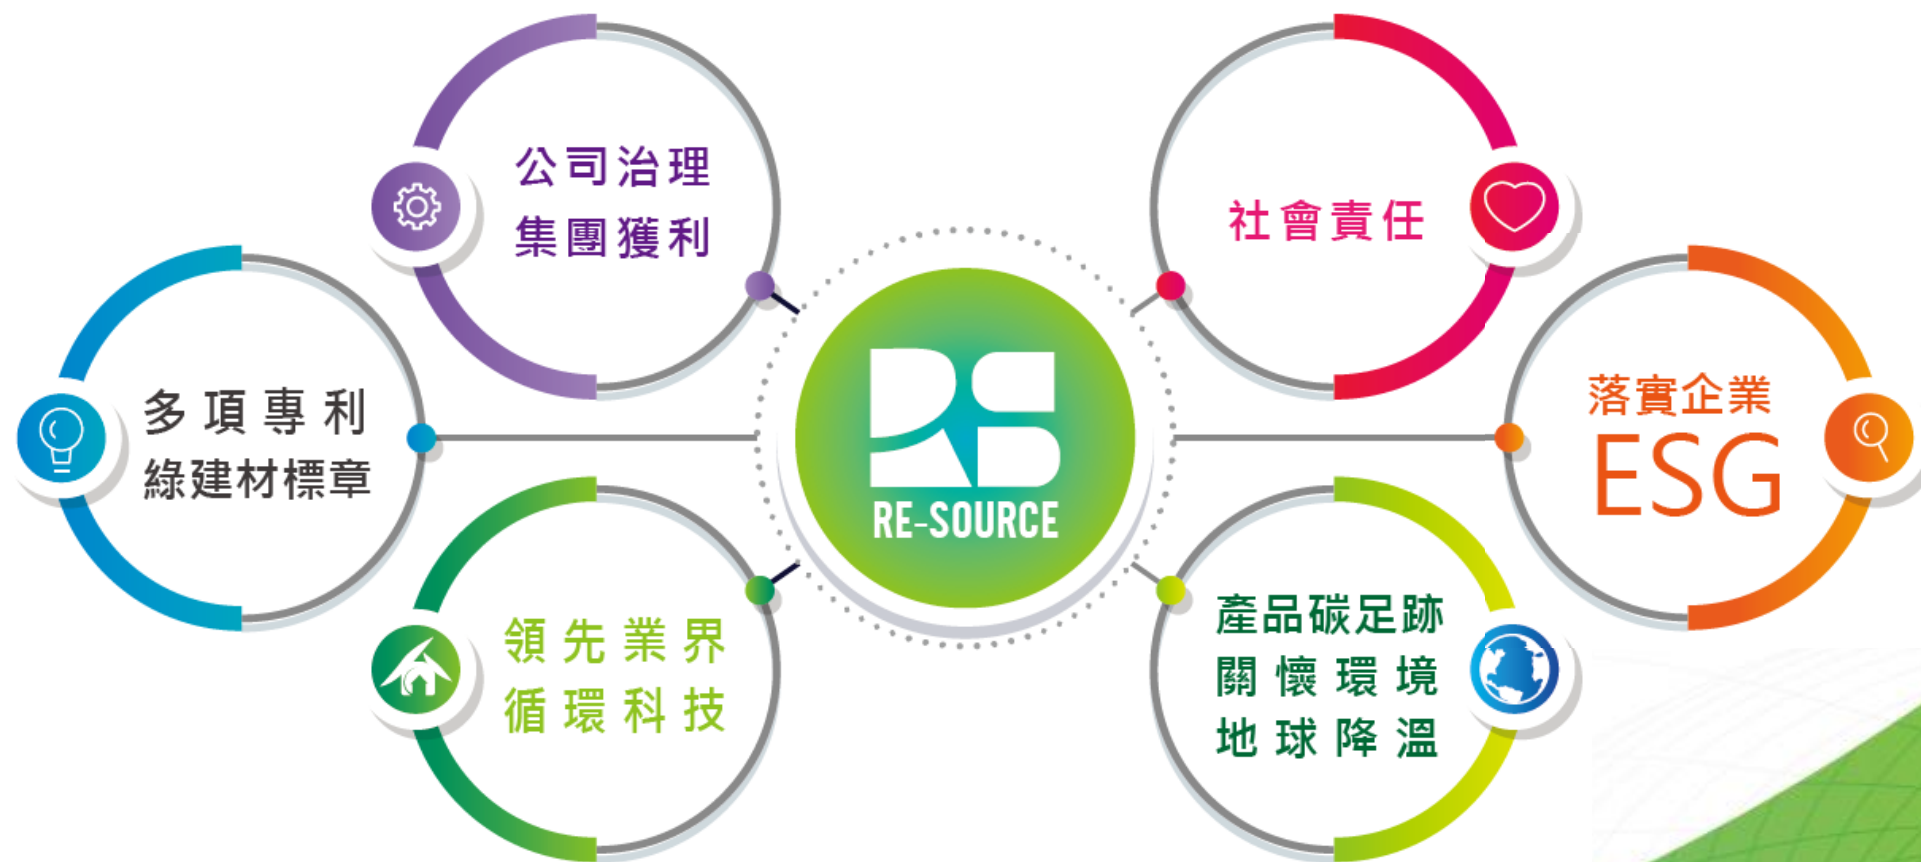 公司治理
集團獲利
社會責任
多項專利
綠建材標章
RS
RE-SOURCE
落實企業
ESG
領先業界
循環科技
產品碳足跡
關懷環境
地球降溫